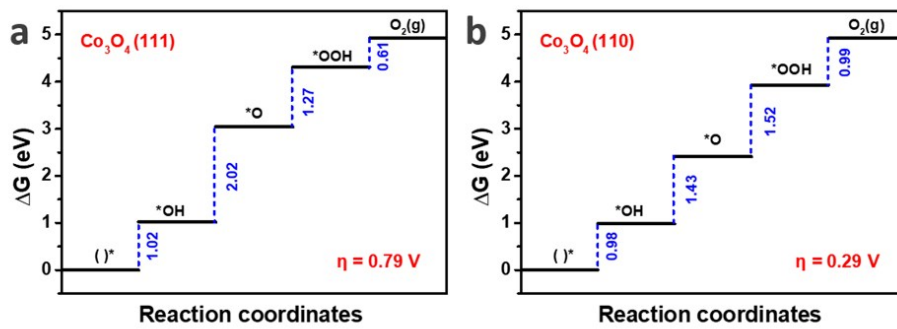 a
Co₃O₄ (111)
ΔG (eV)
5
4
3
2
1
0
( )*
*OH
*O
*OOH
O₂(g)
1.02
2.02
1.27
0.61
η = 0.79 V
Reaction coordinates
b
Co₃O₄ (110)
ΔG (eV)
5
4
3
2
1
0
( )*
*OH
*O
*OOH
O₂(g)
0.98
1.43
1.52
0.99
η = 0.29 V
Reaction coordinates